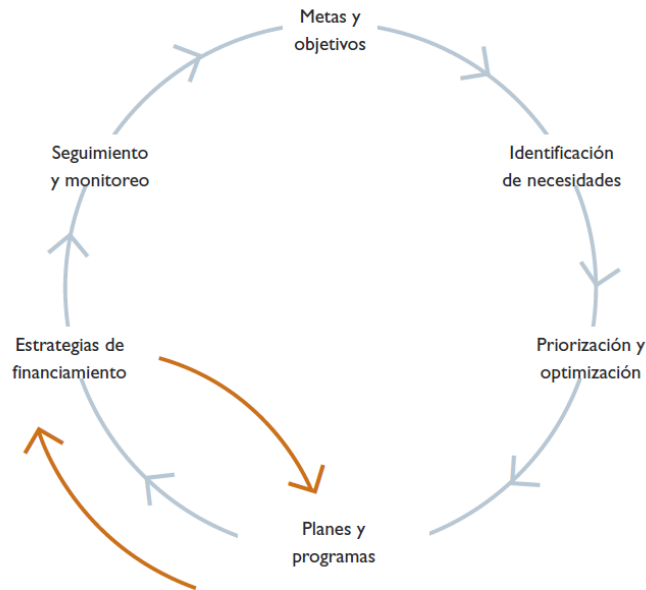 Metas y
objetivos
Identificación
de necesidades
Priorización y
optimización
Planes y
programas
Estrategias de
financiamiento
Seguimiento
y monitoreo